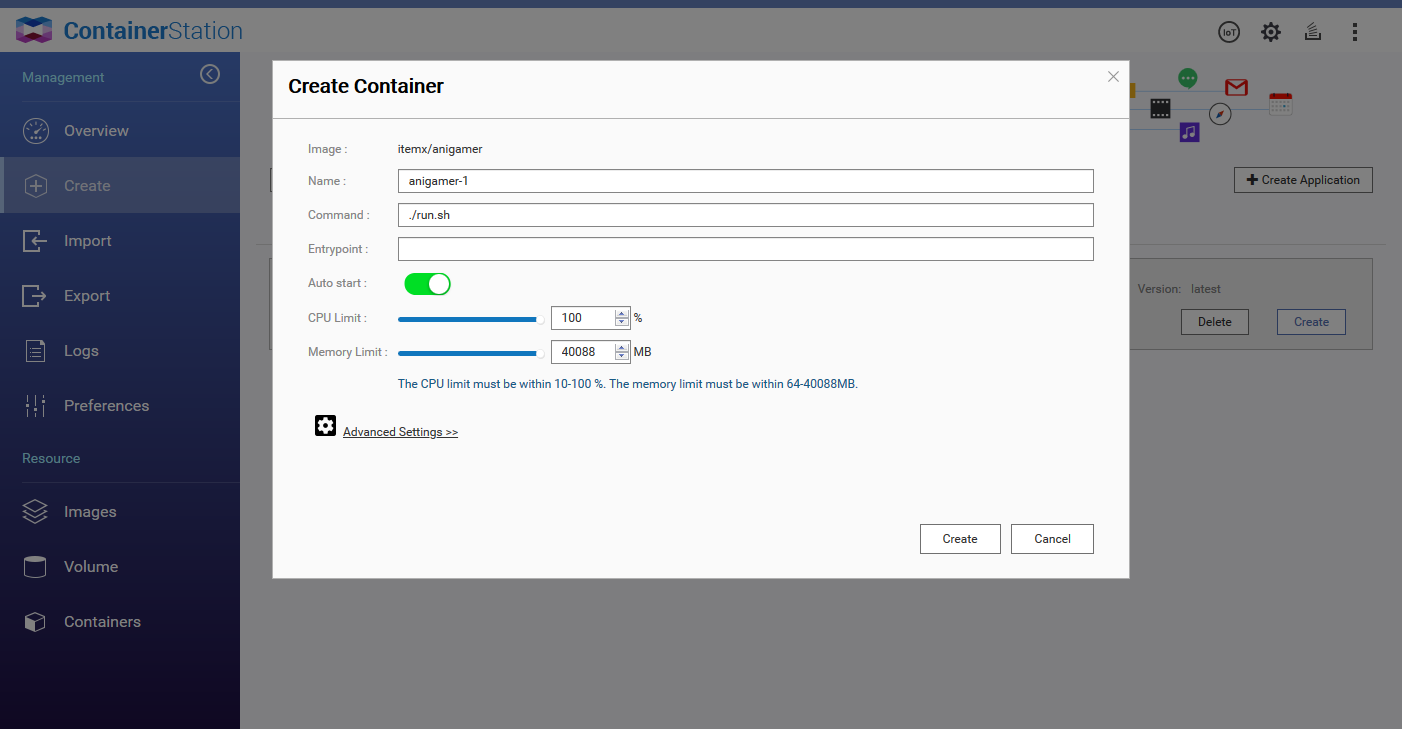 ContainerStation
IoT
Management
Overview
Create
Import
Export
Logs
Preferences
Resource
Images
Volume
Containers
Create Container
Image : itemx/anigamer
Name : anigamer-1
Command : ./run.sh
Entrypoint :
Auto start :
CPU Limit : 100 %
Memory Limit : 40088 MB
The CPU limit must be within 10-100 %. The memory limit must be within 64-40088MB.
Advanced Settings >>
Create Cancel
Create Application
Version: latest
Delete Create